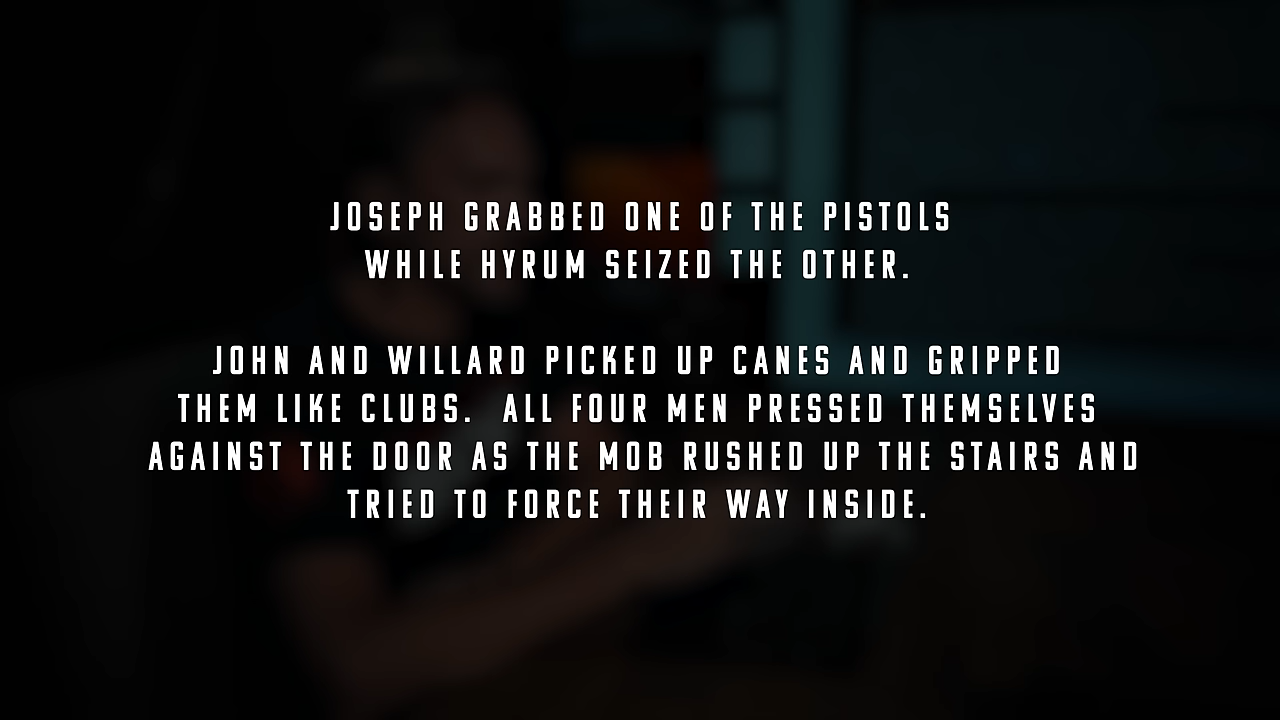 JOSEPH GRABBED ONE OF THE PISTOLS
WHILE HYRUM SEIZED THE OTHER.
JOHN AND WILLARD PICKED UP CANES AND GRIPPED
THEM LIKE CLUBS. ALL FOUR MEN PRESSED THEMSELVES
AGAINST THE DOOR AS THE MOB RUSHED UP THE STAIRS AND
TRIED TO FORCE THEIR WAY INSIDE.